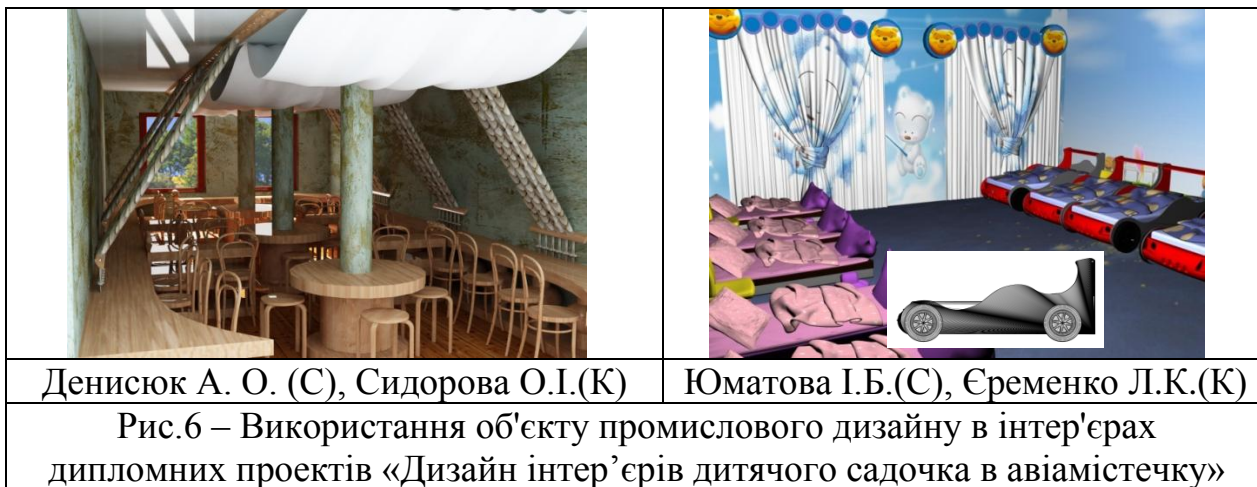 Денисюк А. О. (С), Сидорова О.І.(К)
Юматова І.Б.(С), Єременко Л.К.(К)
Рис.6 – Використання об'єкту промислового дизайну в інтер'єрах
дипломних проектів «Дизайн інтер’єрів дитячого садочка в авіамістечку»